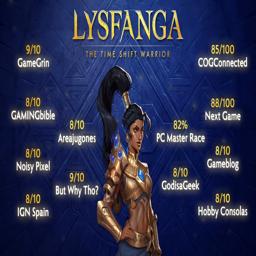 LYSFANGA
THE TIME SHIFT WARRIOR
9/10
GameGrin
85/100
COGConnected
8/10
GAMINGbible
8/10
Areajugones
82%
PC Master Race
88/100
Next Game
8/10
Noisy Pixel
9/10
But Why Tho?
8/10
GodisaGeek
8/10
Gameblog
8/10
IGN Spain
8/10
Hobby Consolas